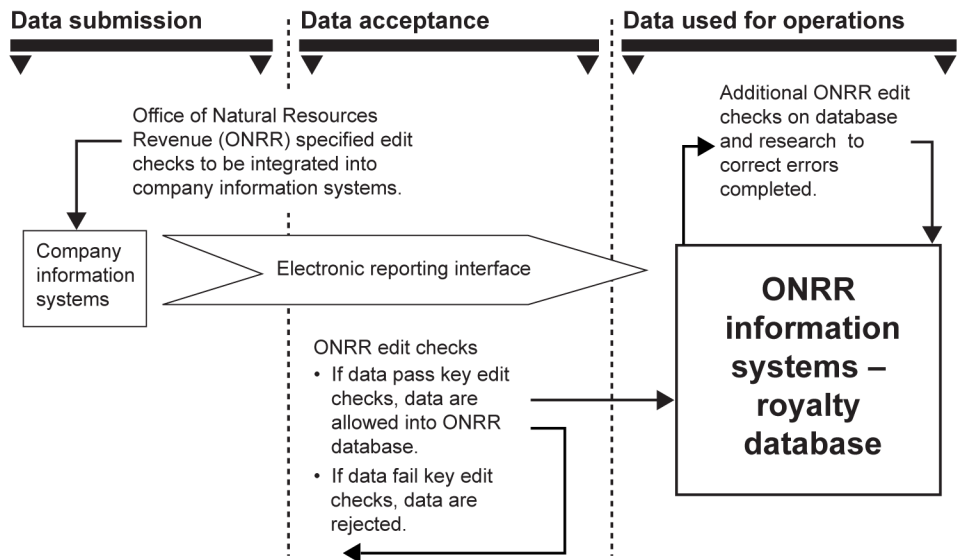 Data submission
Data acceptance
Data used for operations
Office of Natural Resources
Revenue (ONRR) specified edit
checks to be integrated into
company information systems.
Company
information
systems
Electronic reporting interface
ONRR edit checks
• If data pass key edit
checks, data are
allowed into ONRR
database.
• If data fail key edit
checks, data are
rejected.
Additional ONRR edit
checks on database
and research to
correct errors
completed.
ONRR
information
systems –
royalty
database